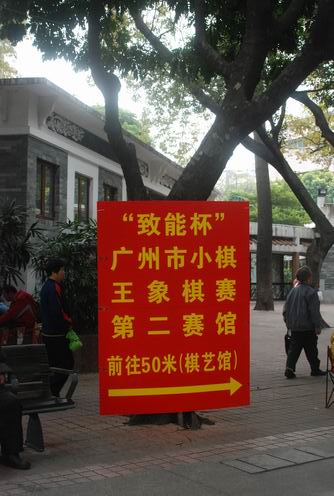 “致能杯”
广州市小棋
王象棋赛
第二赛馆
前往50米(棋艺馆)